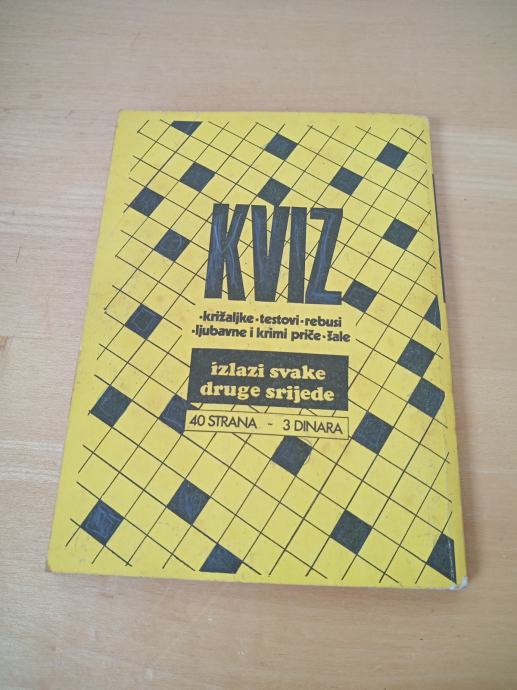 KVIZ
·križaljke·testovi·rebusi
·ljubavne i krimi priče·šale
izlazi svake
druge srijede
40 STRANA - 3 DINARA